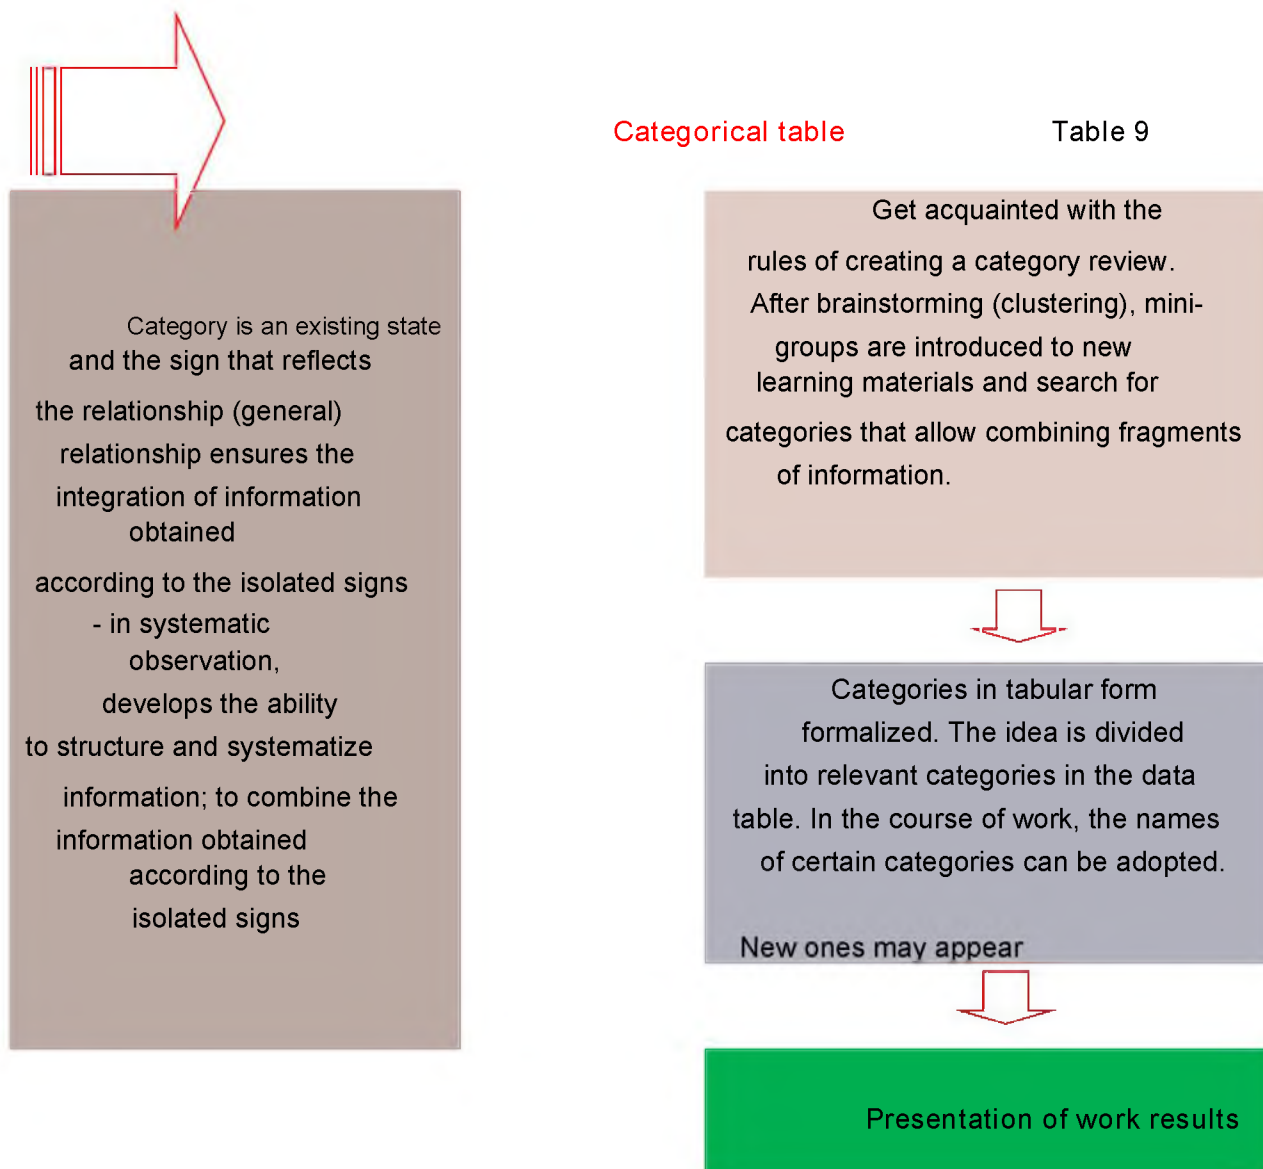 Categorical table
Table 9
Category is an existing state
and the sign that reflects
the relationship (general)
relationship ensures the
integration of information
obtained
according to the isolated signs
- in systematic
observation,
develops the ability
to structure and systematize
information; to combine the
information obtained
according to the
isolated signs
Get acquainted with the
rules of creating a category review.
After brainstorming (clustering), mini-
groups are introduced to new
learning materials and search for
categories that allow combining fragments
of information.
Categories in tabular form
formalized. The idea is divided
into relevant categories in the data
table. In the course of work, the names
of certain categories can be adopted.
New ones may appear
Presentation of work results